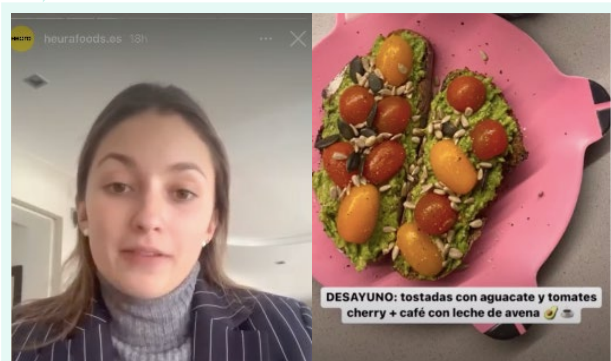 heurafoods.es 18h
DESAYUNO: tostadas con aguacate y tomates
cherry + café con leche de avena 🥑 ☕